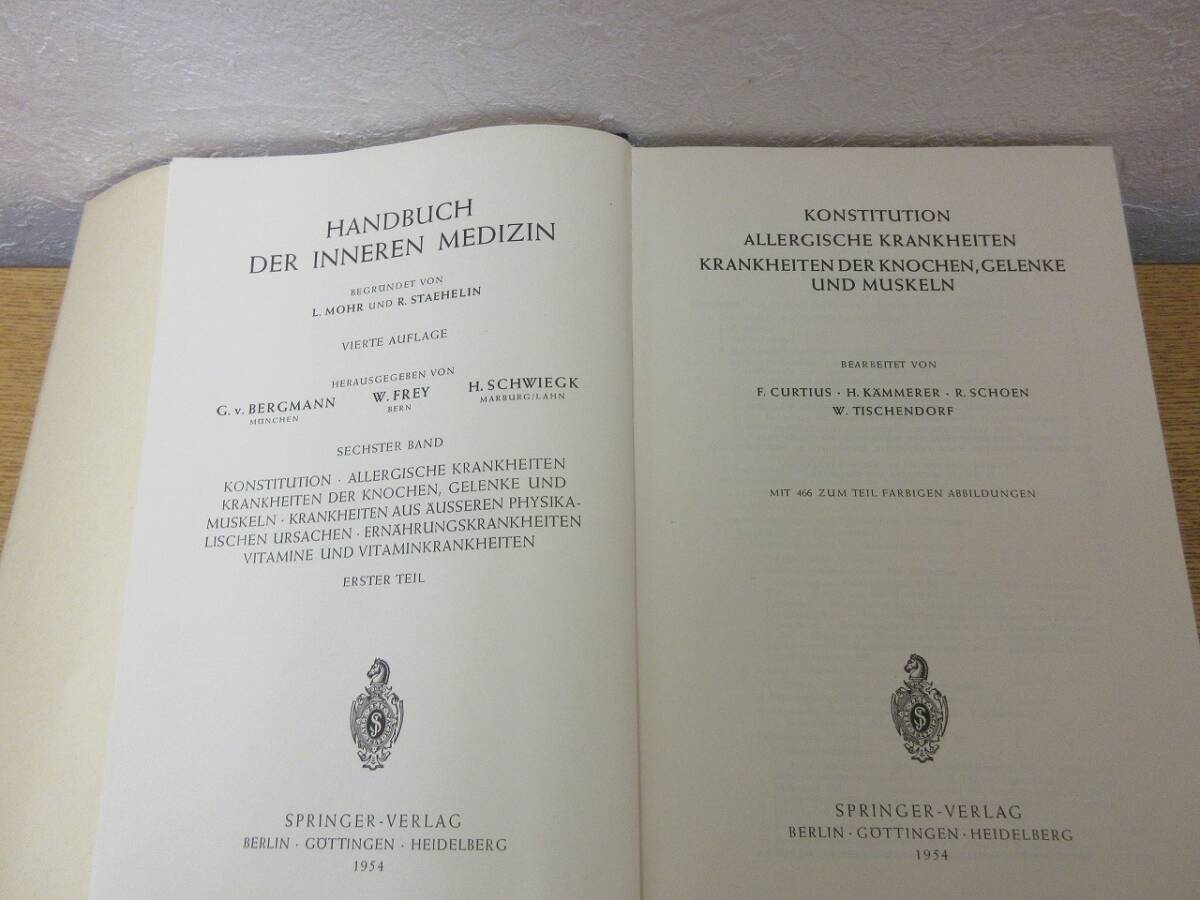 HANDBUCH
DER INNEREN MEDIZIN
BEGRÜNDET VON
L. MOHR UND R. STAEHELIN
VIERTE AUFLAGE
HERAUSGEGEBEN VON
G. v. BERGMANN W. FREY H. SCHWIEGK
MÜNCHEN BERN MARBURG/LAHN
SECHSTER BAND
KONSTITUTION · ALLERGISCHE KRANKHEITEN
KRANKHEITEN DER KNOCHEN, GELENKE UND
MUSKELN · KRANKHEITEN AUS ÄUSSEREN PHYSIKA-
LISCHEN URSACHEN · ERNÄHRUNGSKRANKHEITEN
VITAMINE UND VITAMINKRANKHEITEN
ERSTER TEIL
SPRINGER-VERLAG
BERLIN · GÖTTINGEN · HEIDELBERG
1954
KONSTITUTION
ALLERGISCHE KRANKHEITEN
KRANKHEITEN DER KNOCHEN, GELENKE
UND MUSKELN
BEARBEITET VON
F. CURTIUS · H. KÄMMERER · R. SCHOEN
W. TISCHENDORF
MIT 466 ZUM TEIL FARBIGEN ABBILDUNGEN
SPRINGER-VERLAG
BERLIN · GÖTTINGEN · HEIDELBERG
1954